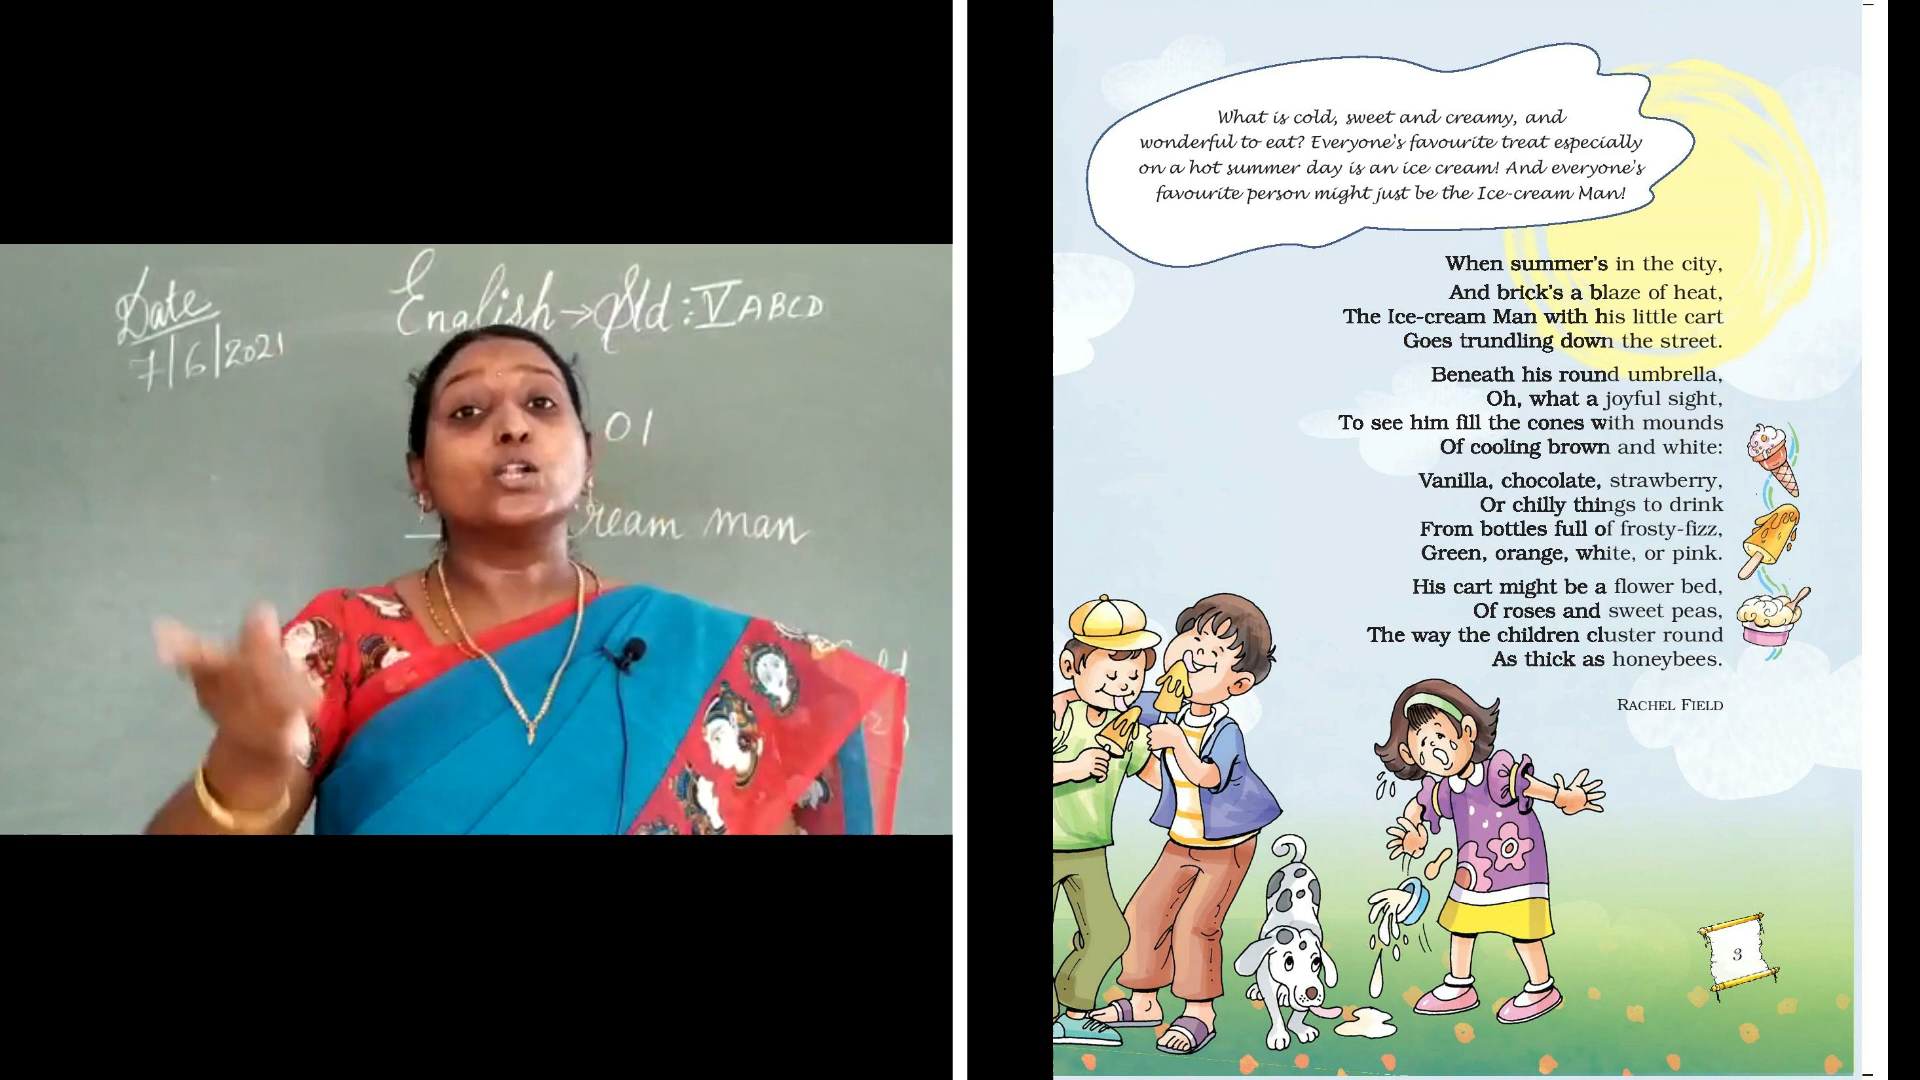 Date
7/6/2021
English → Std : V ABCD
01
ream man
What is cold, sweet and creamy, and
wonderful to eat? Everyone's favourite treat especially
on a hot summer day is an ice cream! And everyone's
favourite person might just be the Ice-cream Man!
When summer's in the city,
And brick's a blaze of heat,
The Ice-cream Man with his little cart
Goes trundling down the street.
Beneath his round umbrella,
Oh, what a joyful sight,
To see him fill the cones with mounds
Of cooling brown and white:
Vanilla, chocolate, strawberry,
Or chilly things to drink
From bottles full of frosty-fizz,
Green, orange, white, or pink.
His cart might be a flower bed,
Of roses and sweet peas,
The way the children cluster round
As thick as honeybees.
RACHEL FIELD
3